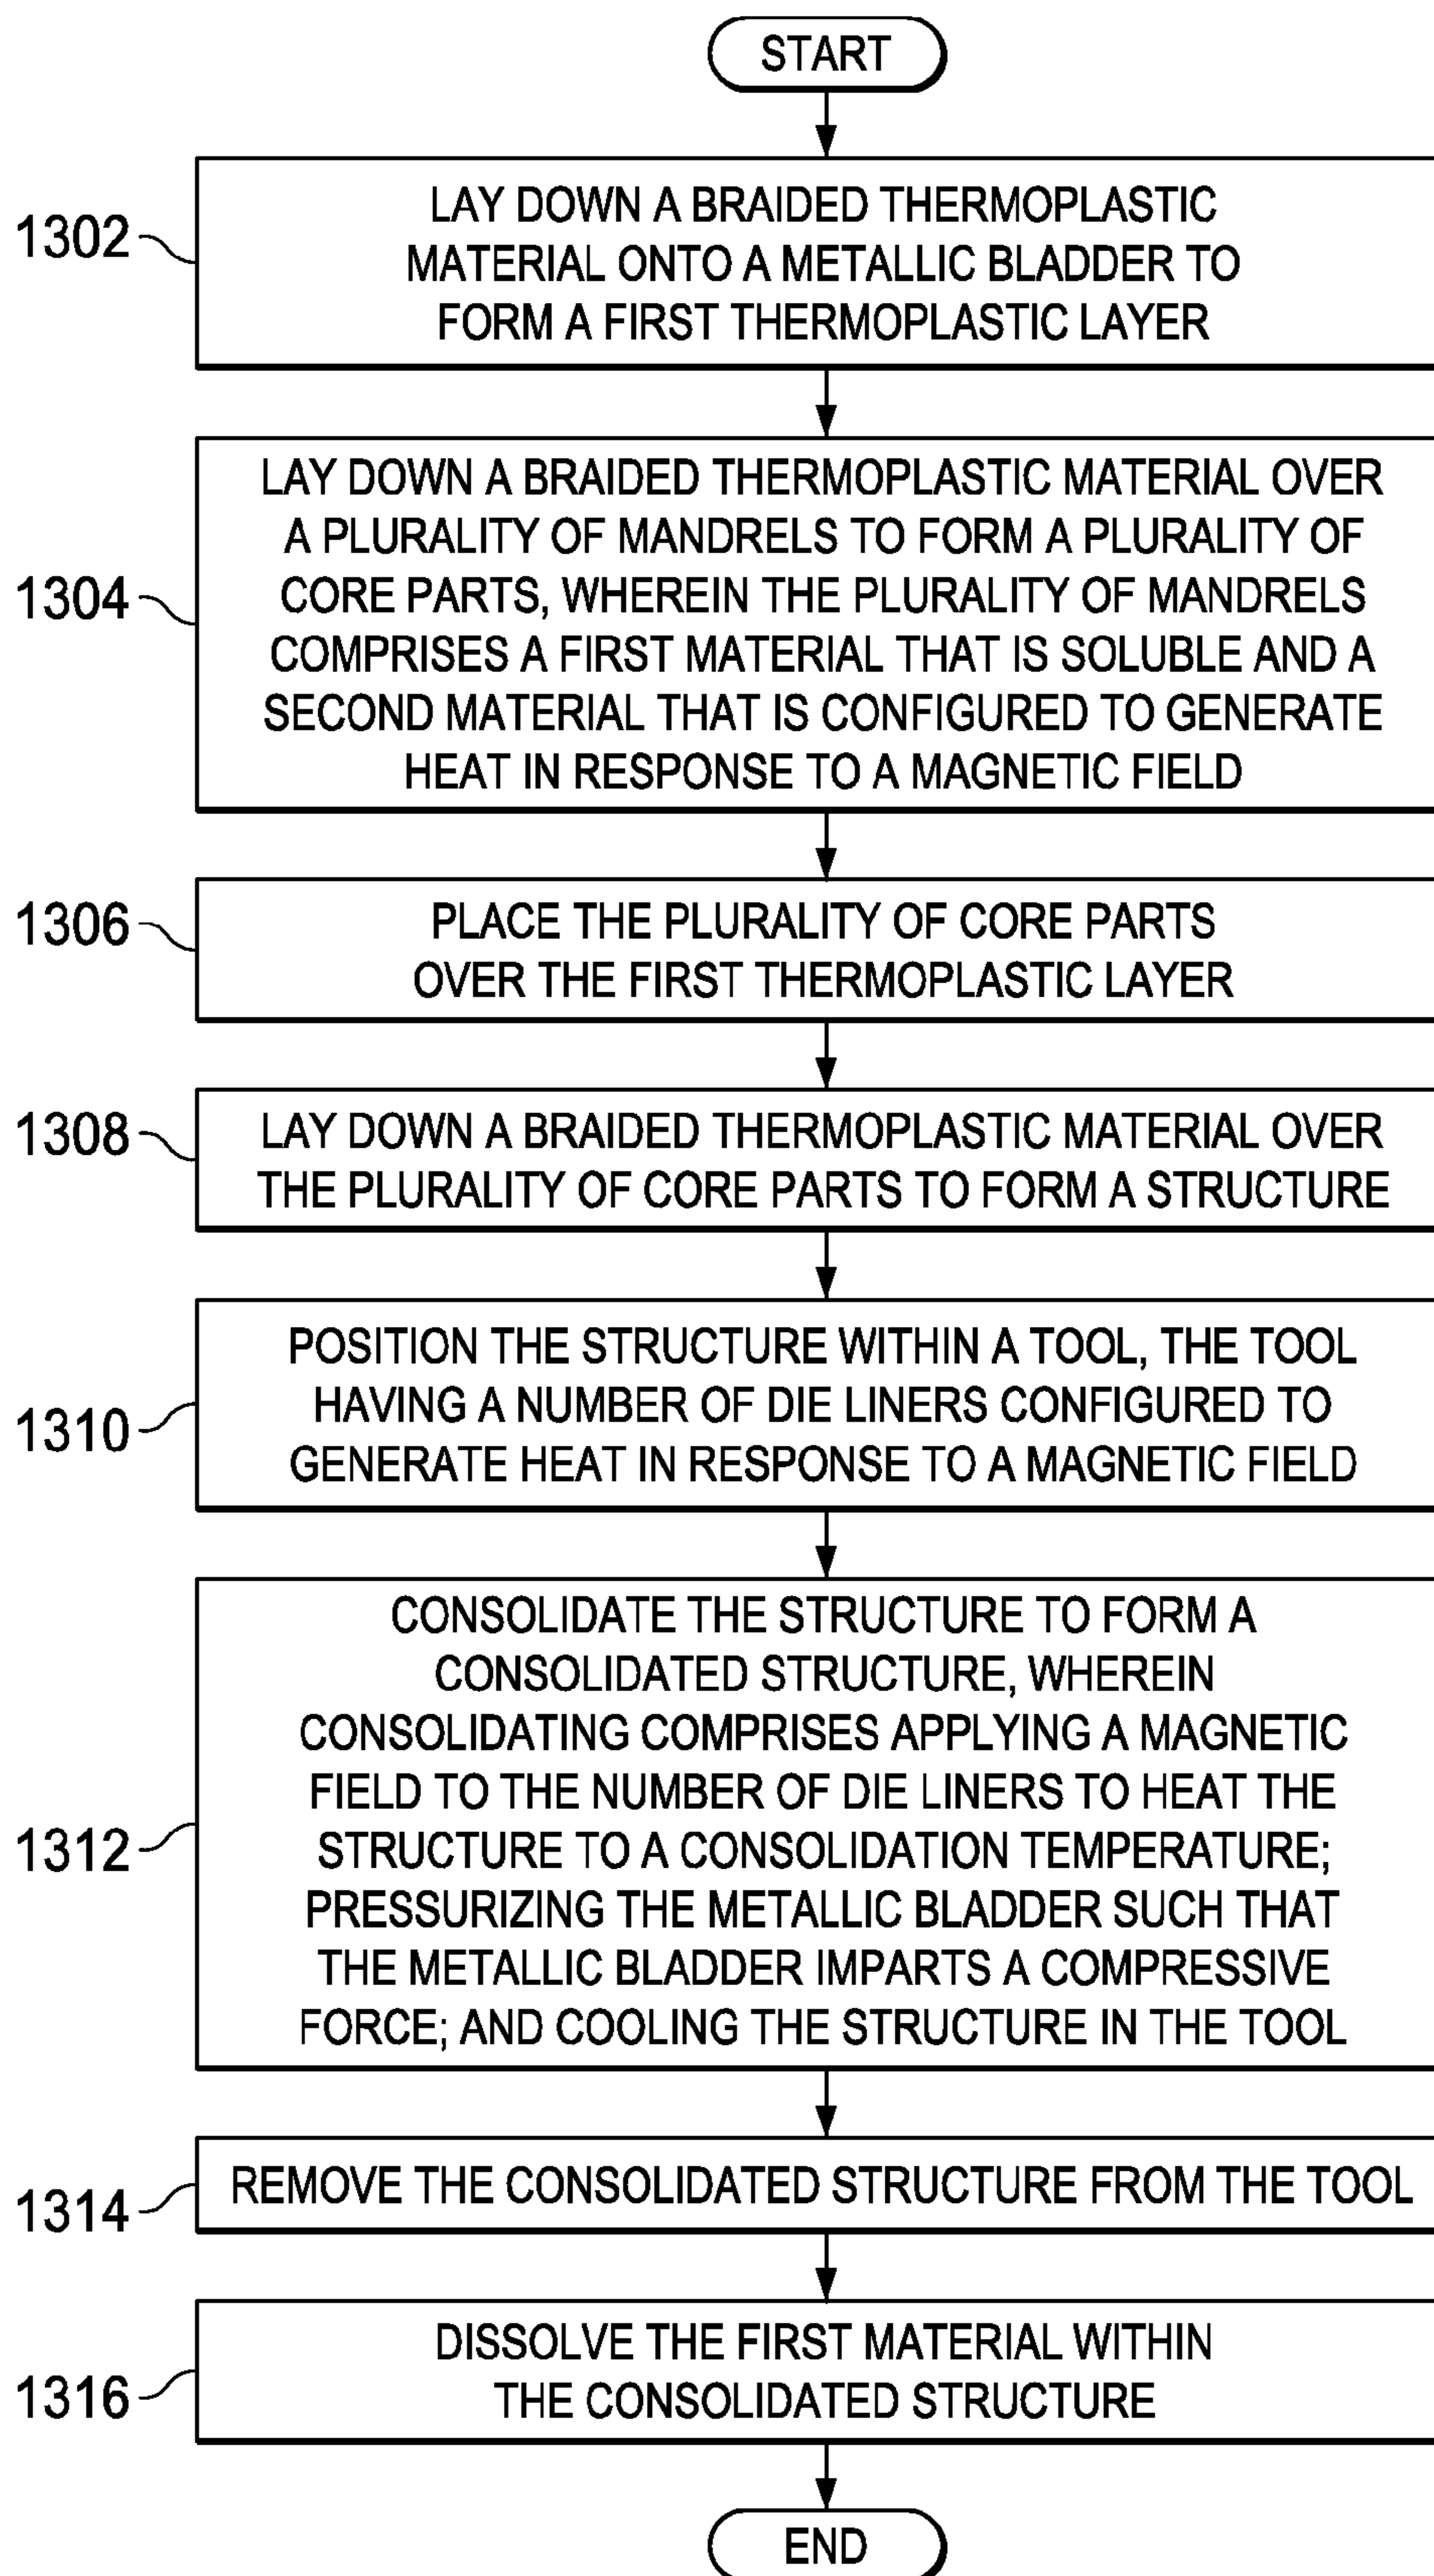 START
1302
LAY DOWN A BRAIDED THERMOPLASTIC
MATERIAL ONTO A METALLIC BLADDER TO
FORM A FIRST THERMOPLASTIC LAYER
1304
LAY DOWN A BRAIDED THERMOPLASTIC MATERIAL OVER
A PLURALITY OF MANDRELS TO FORM A PLURALITY OF
CORE PARTS, WHEREIN THE PLURALITY OF MANDRELS
COMPRISES A FIRST MATERIAL THAT IS SOLUBLE AND A
SECOND MATERIAL THAT IS CONFIGURED TO GENERATE
HEAT IN RESPONSE TO A MAGNETIC FIELD
1306
PLACE THE PLURALITY OF CORE PARTS
OVER THE FIRST THERMOPLASTIC LAYER
1308
LAY DOWN A BRAIDED THERMOPLASTIC MATERIAL OVER
THE PLURALITY OF CORE PARTS TO FORM A STRUCTURE
1310
POSITION THE STRUCTURE WITHIN A TOOL, THE TOOL
HAVING A NUMBER OF DIE LINERS CONFIGURED TO
GENERATE HEAT IN RESPONSE TO A MAGNETIC FIELD
1312
CONSOLIDATE THE STRUCTURE TO FORM A
CONSOLIDATED STRUCTURE, WHEREIN
CONSOLIDATING COMPRISES APPLYING A MAGNETIC
FIELD TO THE NUMBER OF DIE LINERS TO HEAT THE
STRUCTURE TO A CONSOLIDATION TEMPERATURE;
PRESSURIZING THE METALLIC BLADDER SUCH THAT
THE METALLIC BLADDER IMPARTS A COMPRESSIVE
FORCE; AND COOLING THE STRUCTURE IN THE TOOL
1314
REMOVE THE CONSOLIDATED STRUCTURE FROM THE TOOL
1316
DISSOLVE THE FIRST MATERIAL WITHIN
THE CONSOLIDATED STRUCTURE
END